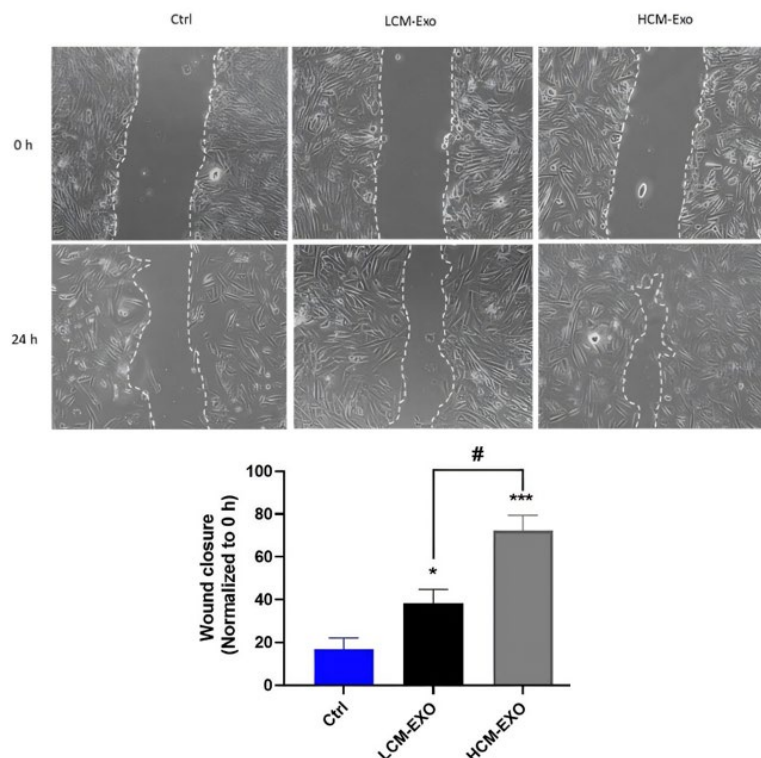 Ctrl LCM-Exo HCM-Exo
0 h
24 h
#
100
***
80
Wound closure
(Normalized to 0 h)
60
*
40
20
0
Ctrl LCM-EXO HCM-EXO